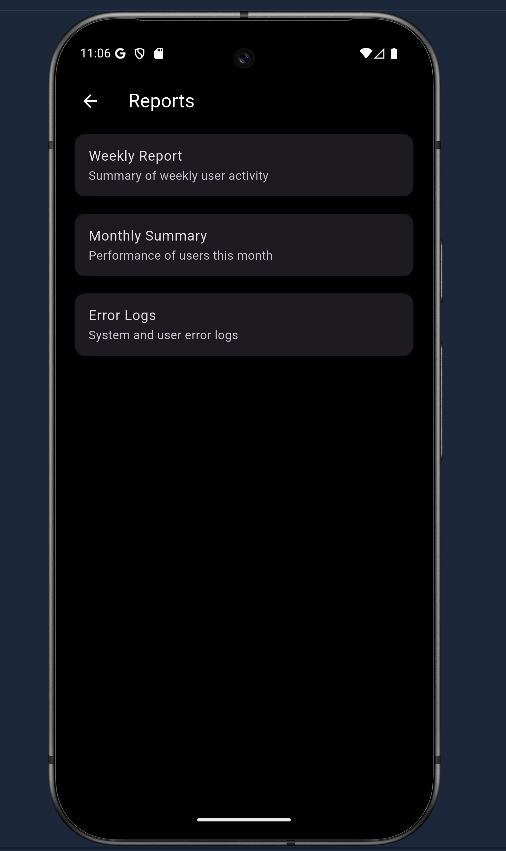 11:06
Reports
Weekly Report
Summary of weekly user activity
Monthly Summary
Performance of users this month
Error Logs
System and user error logs